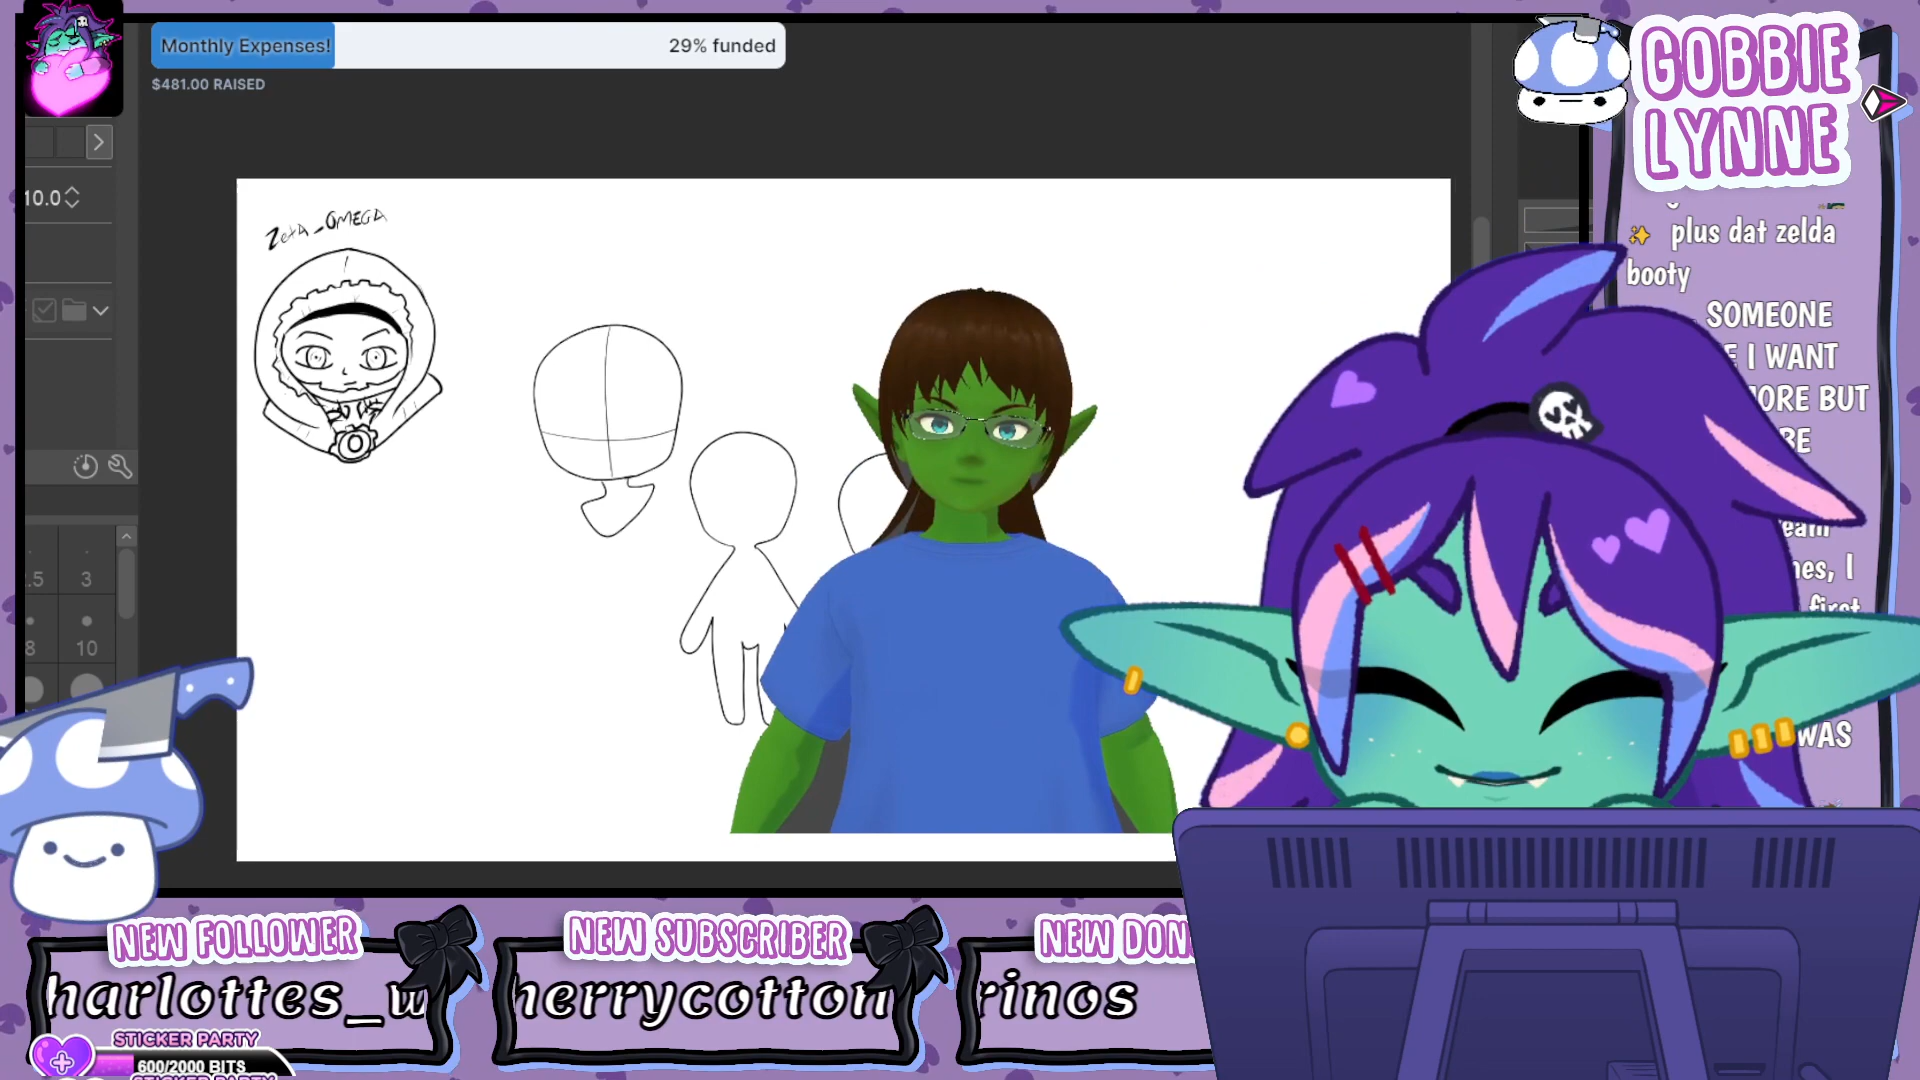 Monthly Expenses!
29% funded
$481.00 RAISED
GOBBIE
LYNNE
10.0
Zeta_OMEGA
plus dat zelda
booty
SOMEONE
I WANT
MORE BUT
first
WAS
.5
3
8
10
NEW FOLLOWER
harlottes_w
NEW SUBSCRIBER
herrycotton
NEW DON
rinos
STICKER PARTY
600/2000 BITS